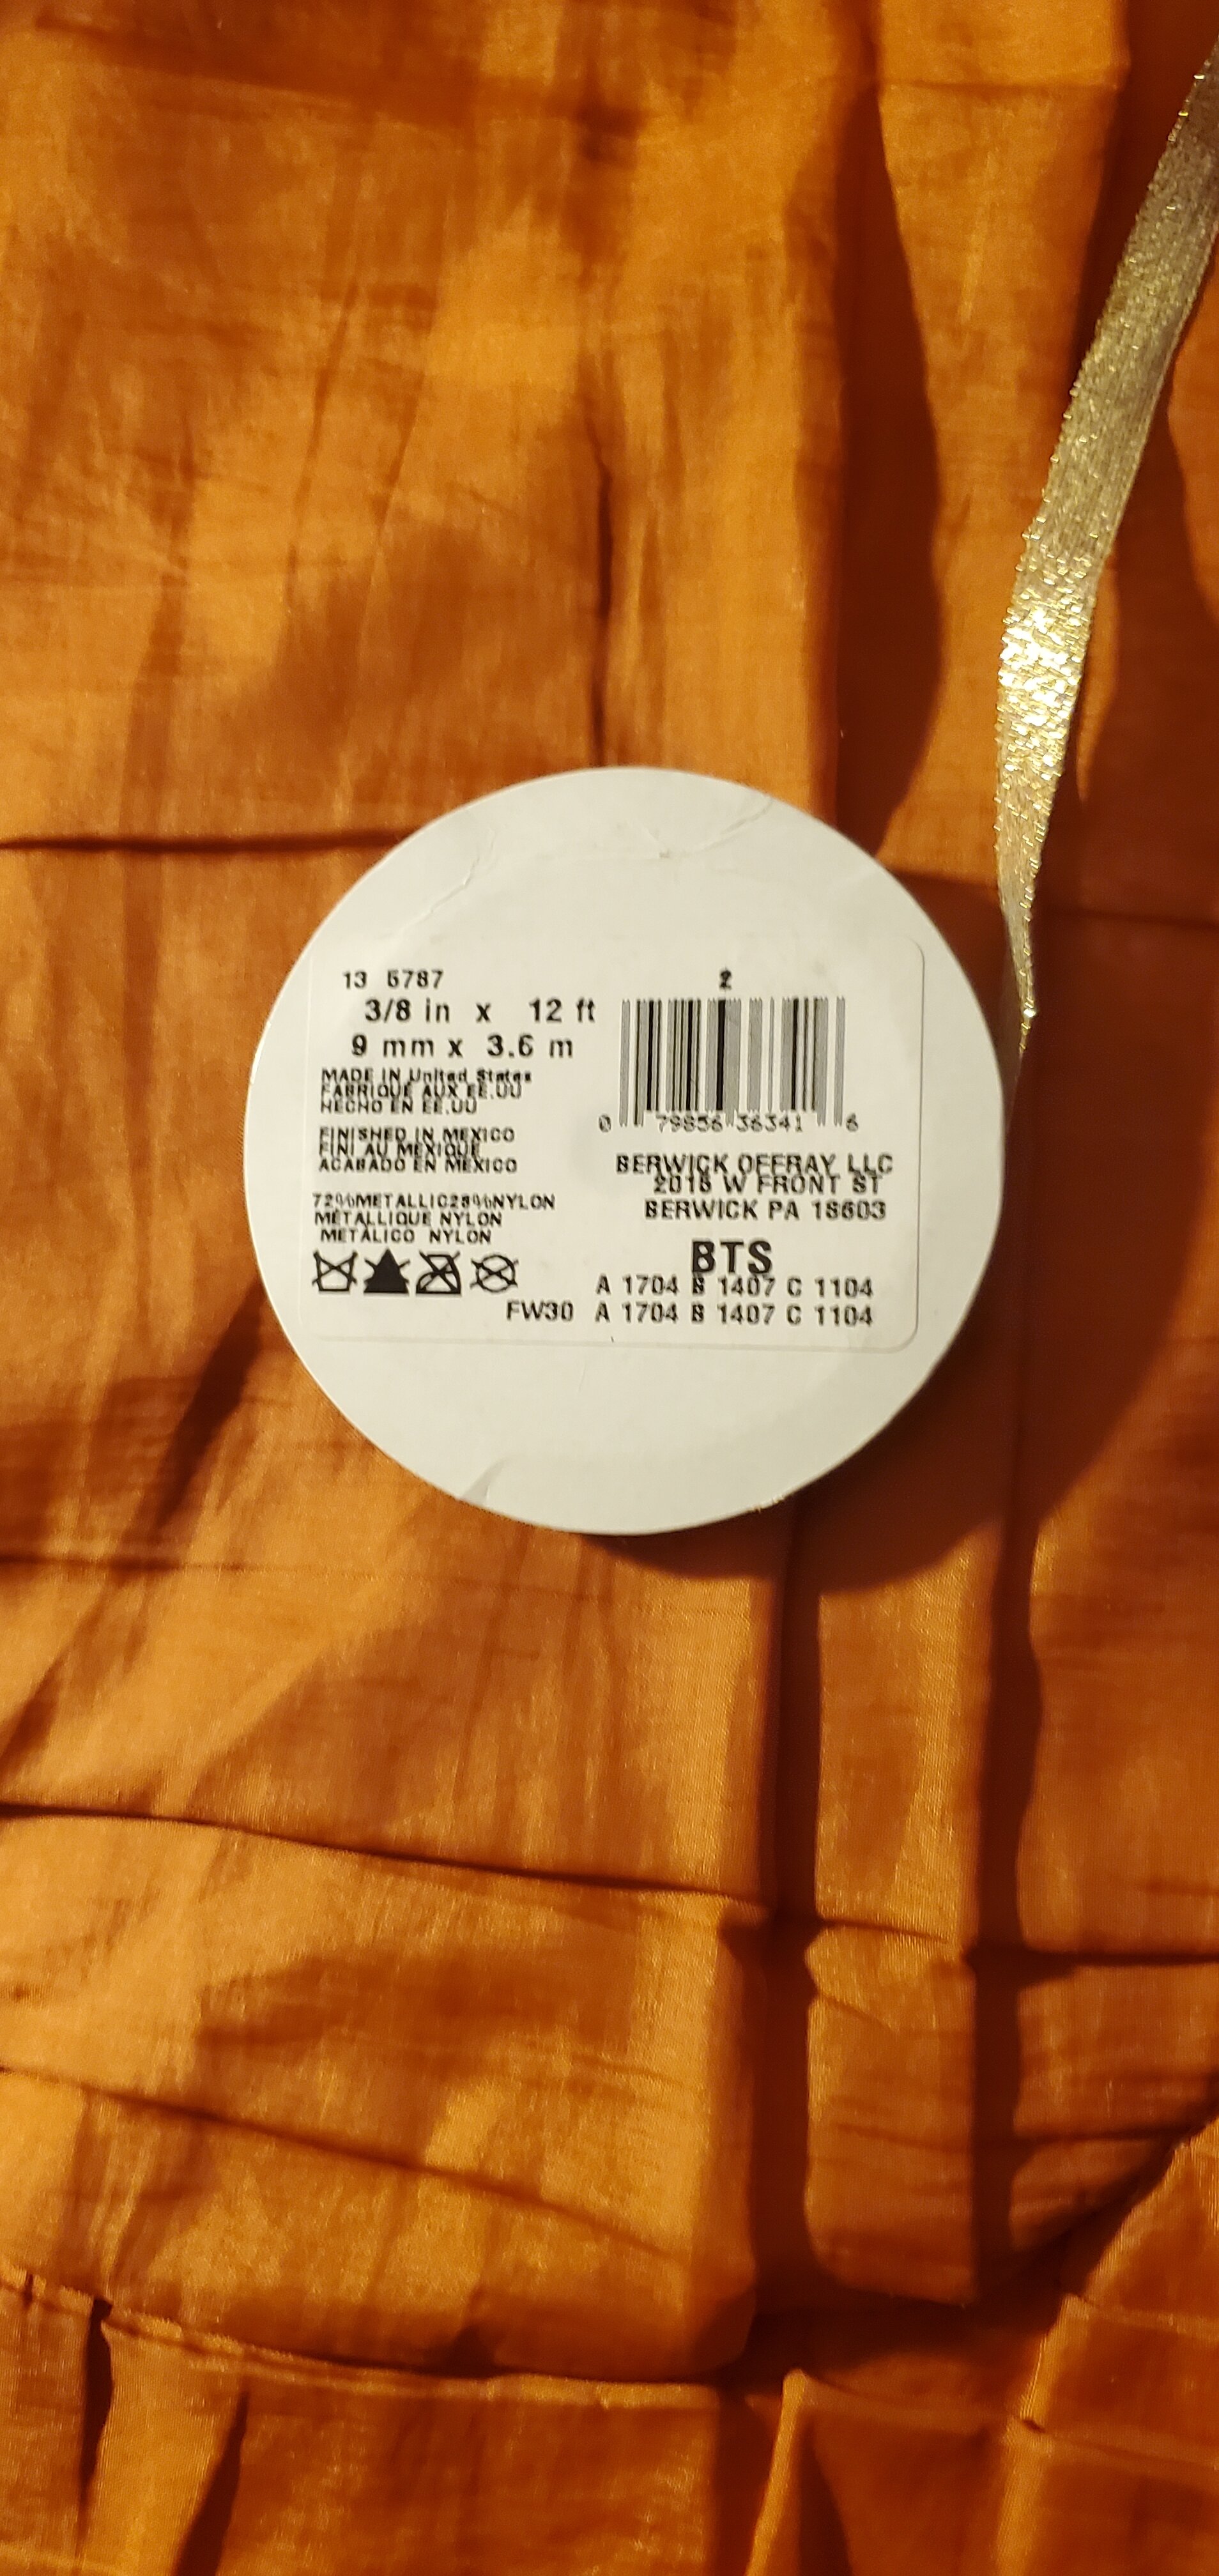 13 5787
3/8 in x 12 ft
9 mm x 3.6 m
MADE IN United States
FABRIQUÉ AUX EE.UU
HECHO EN EE.UU
FINISHED IN MEXICO
FINI AU MEXIQUE
ACABADO EN MEXICO
72%METALLIC28%NYLON
MÉTALLIQUE NYLON
METÁLICO NYLON
2
0 79856 36341 6
BERWICK OFFRAY LLC
2015 W FRONT ST
BERWICK PA 18603
BTS
A 1704 B 1407 C 1104
FW30 A 1704 B 1407 C 1104